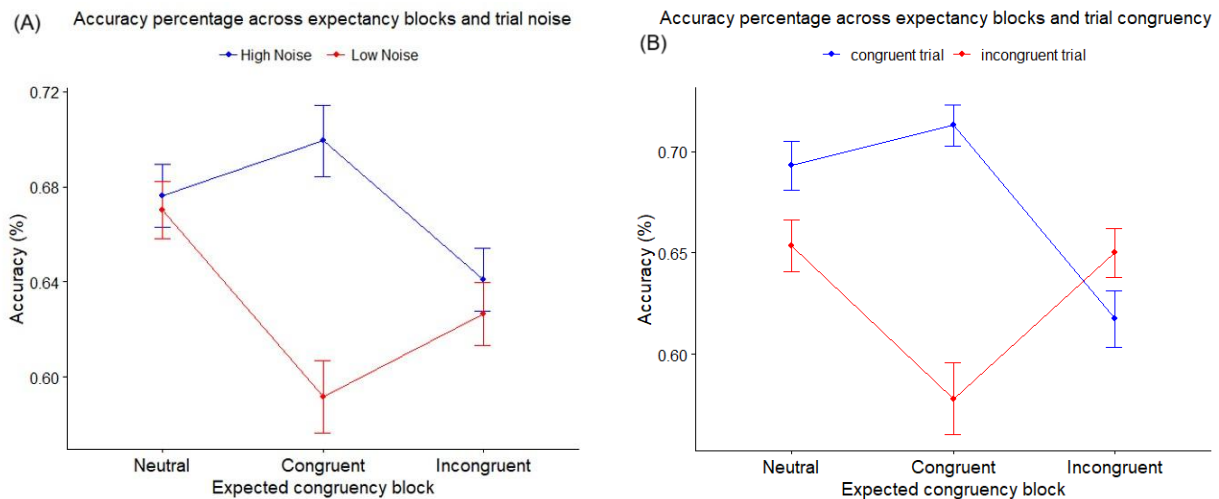 (A)
Accuracy percentage across expectancy blocks and trial noise
High Noise Low Noise
0.72
0.68
0.64
0.60
Accuracy (%)
Neutral Congruent Incongruent
Expected congruency block
Accuracy percentage across expectancy blocks and trial congruency
(B)
congruent trial incongruent trial
0.70
0.65
0.60
Accuracy (%)
Neutral Congruent Incongruent
Expected congruency block